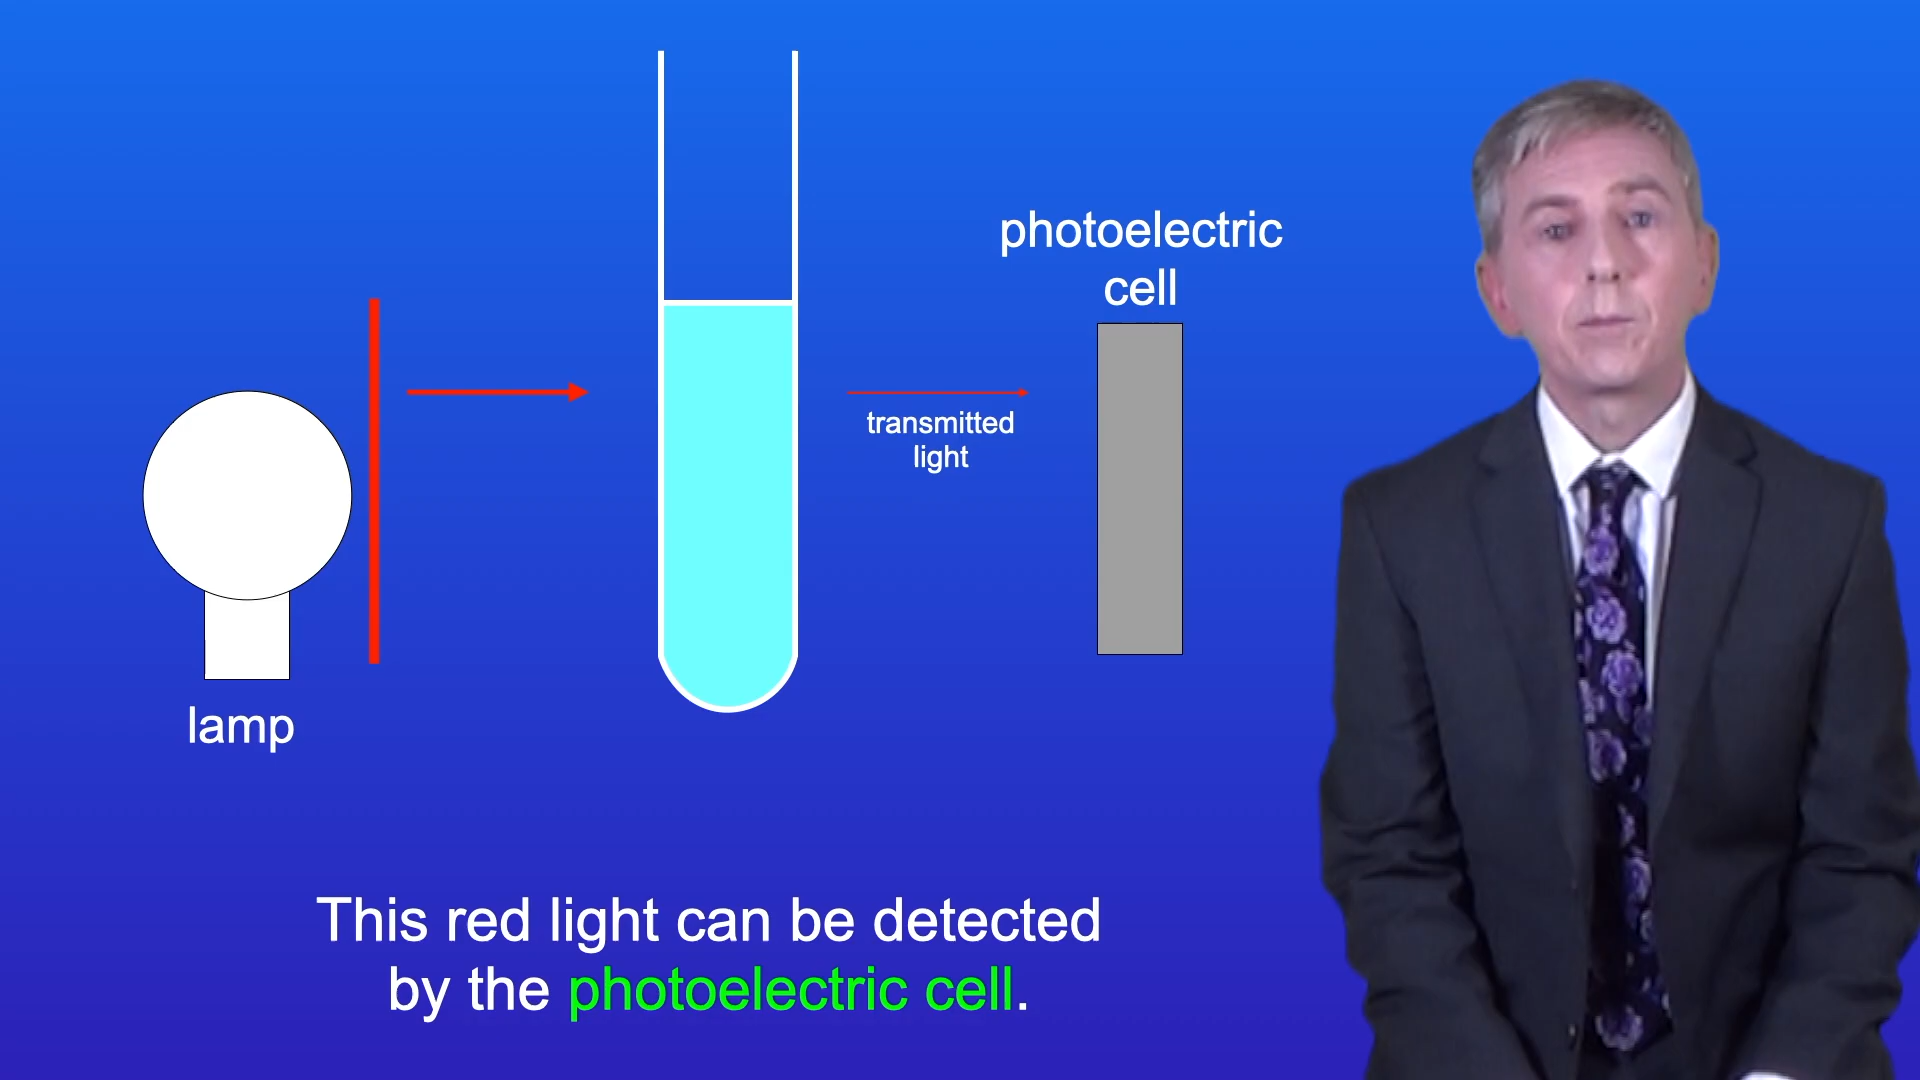 photoelectric
cell
transmitted
light
lamp
This red light can be detected
by the photoelectric cell.